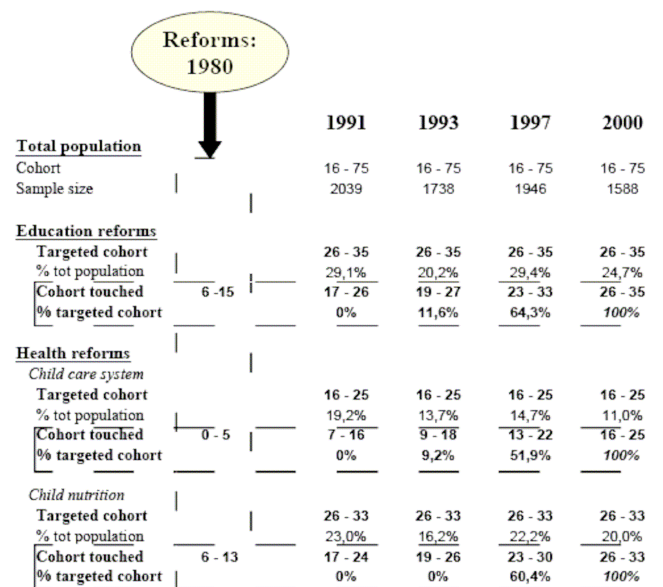 Reforms:
1980
1991 1993 1997 2000
Total population
Cohort 16 - 75 16 - 75 16 - 75 16 - 75
Sample size 2039 1738 1946 1588
Education reforms
Targeted cohort 26 - 35 26 - 35 26 - 35 26 - 35
% tot population 29,1% 20,2% 29,4% 24,7%
Cohort touched 6 -15 17 - 26 19 - 27 23 - 33 26 - 35
% targeted cohort 0% 11,6% 64,3% 100%
Health reforms
Child care system
Targeted cohort 16 - 25 16 - 25 16 - 25 16 - 25
% tot population 19,2% 13,7% 14,7% 11,0%
Cohort touched 0 - 5 7 - 16 9 - 18 13 - 22 16 - 25
% targeted cohort 0% 9,2% 51,9% 100%
Child nutrition
Targeted cohort 26 - 33 26 - 33 26 - 33 26 - 33
% tot population 23,0% 16,2% 22,2% 20,0%
Cohort touched 6 - 13 17 - 24 19 - 26 23 - 30 26 - 33
% targeted cohort 0% 0% 60,4% 100%